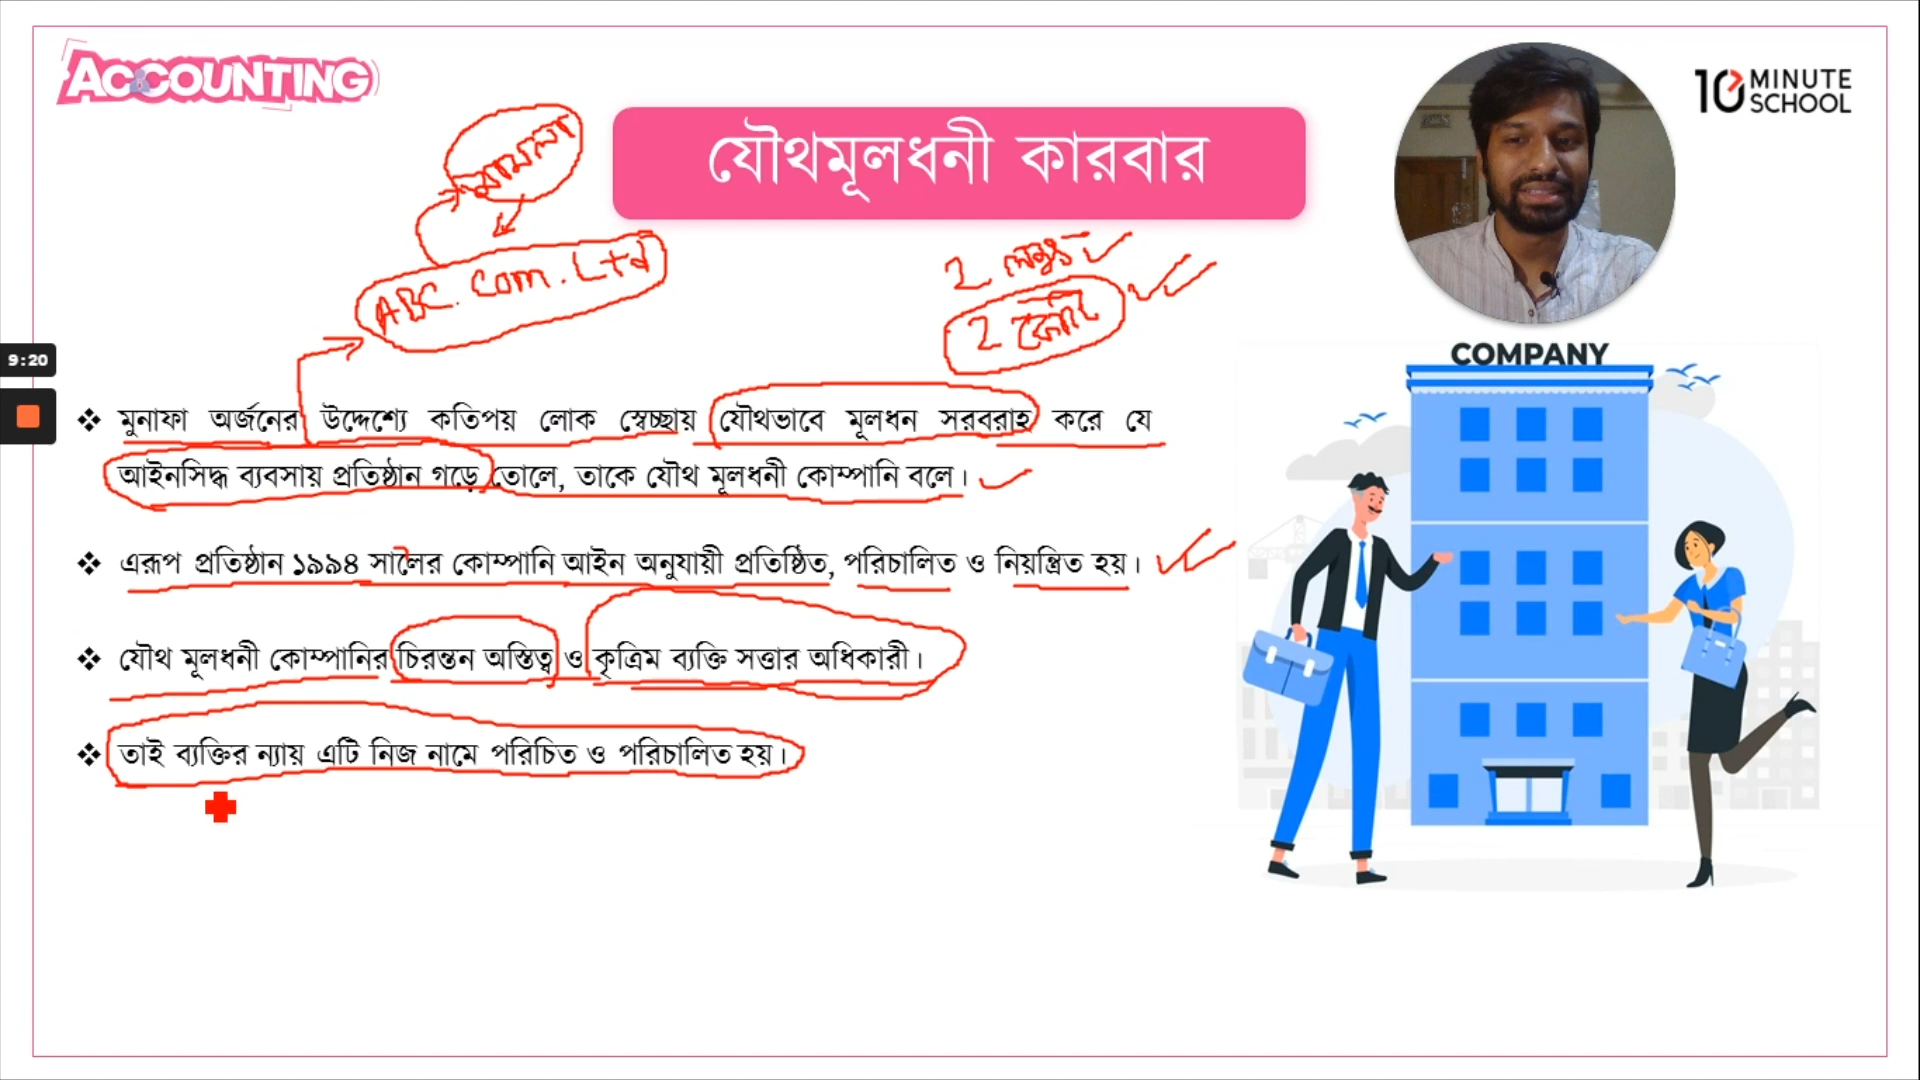 ACCOUNTING
10 MINUTE SCHOOL
যৌথমূলধনী কারবার
ABC. Com. Ltd
2 লক্ষ
2 কোটি
9:20
COMPANY
❖ মুনাফা অর্জনের উদ্দেশ্যে কতিপয় লোক স্বেচ্ছায় যৌথভাবে মূলধন সরবরাহ করে যে
আইনসিদ্ধ ব্যবসায় প্রতিষ্ঠান গড়ে তোলে, তাকে যৌথ মূলধনী কোম্পানি বলে।
❖ এরূপ প্রতিষ্ঠান ১৯৯৪ সালের কোম্পানি আইন অনুযায়ী প্রতিষ্ঠিত, পরিচালিত ও নিয়ন্ত্রিত হয়।
❖ যৌথ মূলধনী কোম্পানির চিরন্তন অস্তিত্ব ও কৃত্রিম ব্যক্তি সত্তার অধিকারী।
❖ তাই ব্যক্তির ন্যায় এটি নিজ নামে পরিচিত ও পরিচালিত হয়।